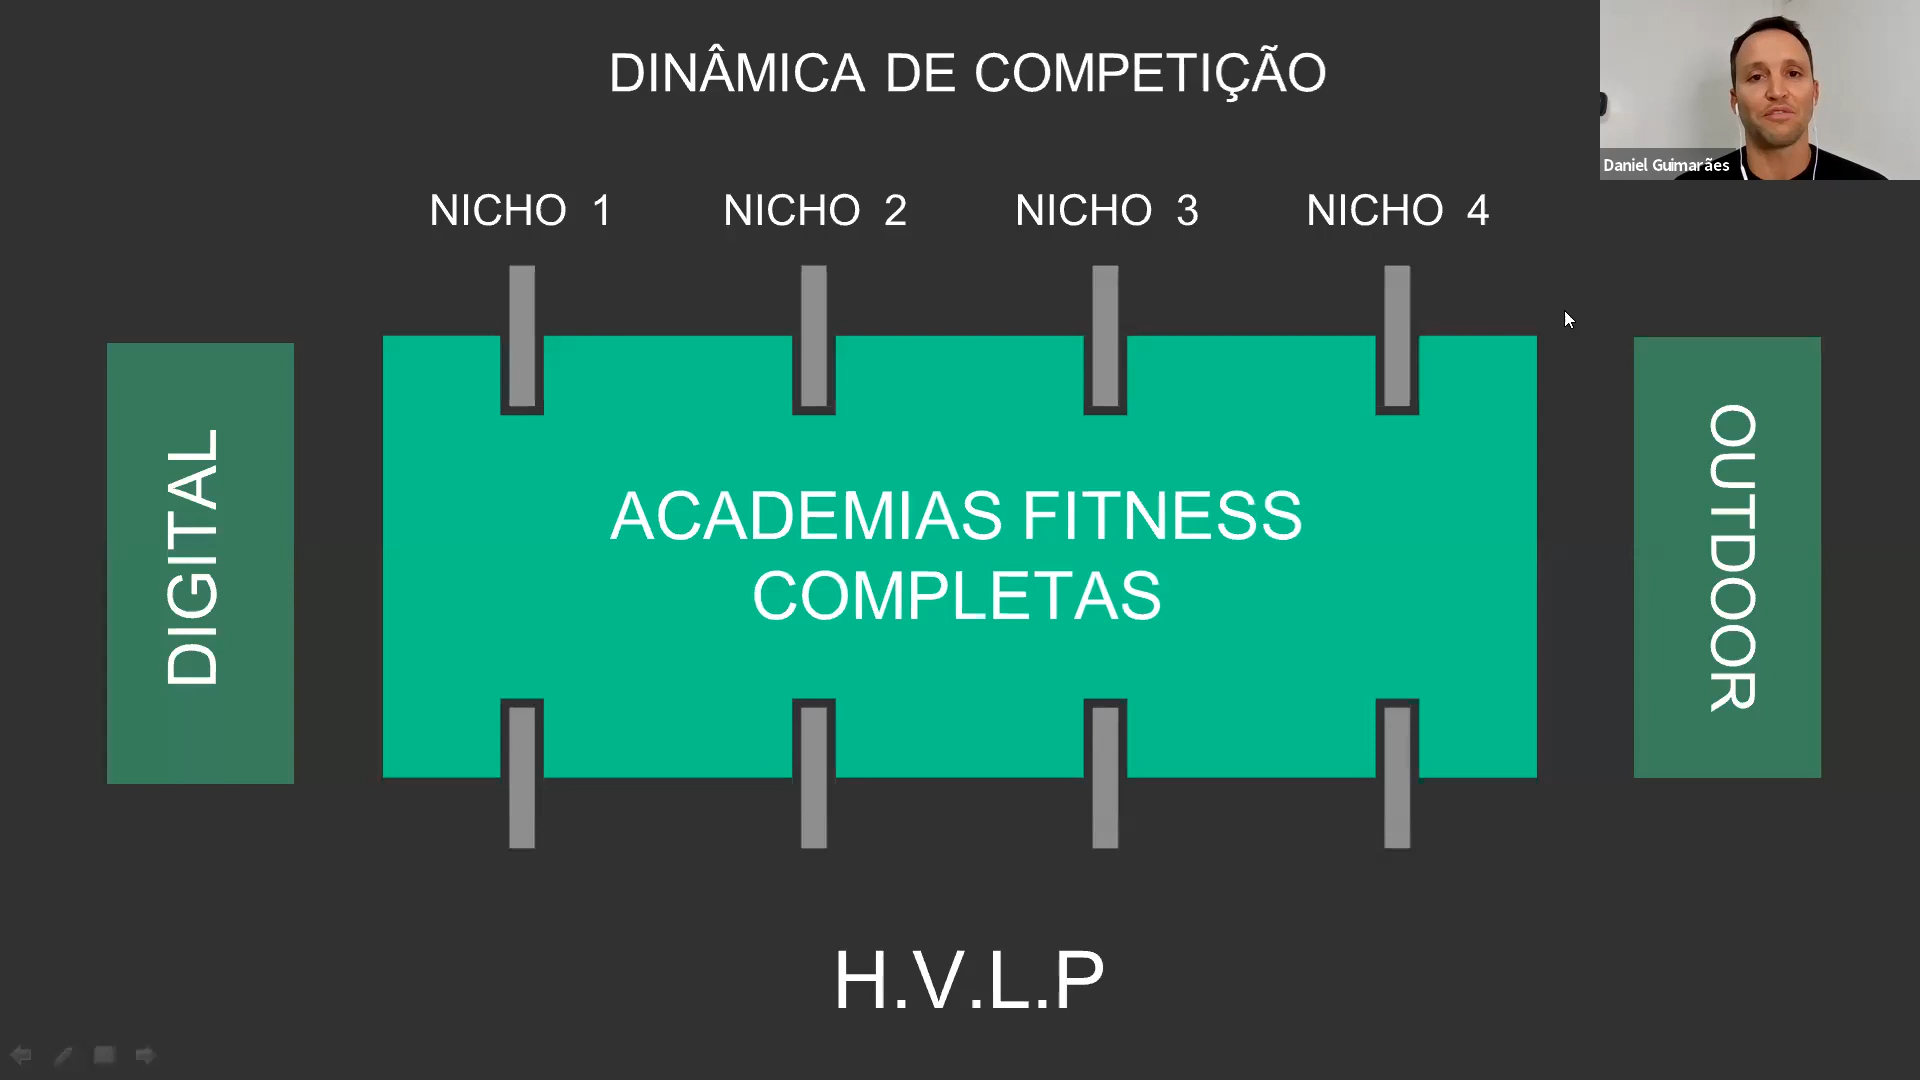 DINÂMICA DE COMPETIÇÃO
Daniel Guimarães
NICHO 1
NICHO 2
NICHO 3
NICHO 4
DIGITAL
ACADEMIAS FITNESS
COMPLETAS
OUTDOOR
H.V.L.P